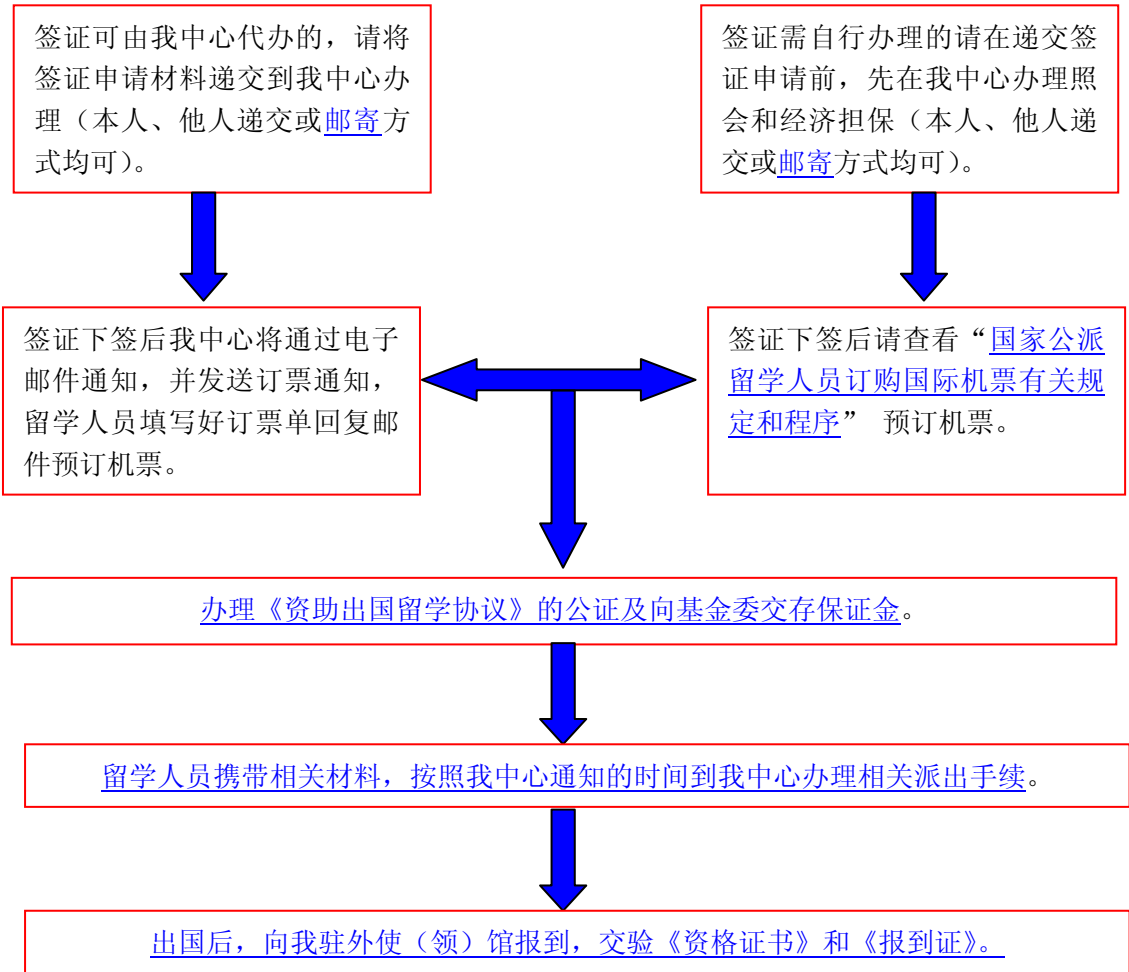 签证可由我中心代办的，请将
签证申请材料递交到我中心办
理（本人、他人递交或邮寄方
式均可）。
签证需自行办理的请在递交签
证申请前，先在我中心办理照
会和经济担保（本人、他人递
交或邮寄方式均可）。
签证下签后我中心将通过电子
邮件通知，并发送订票通知，
留学人员填写好订票单回复邮
件预订机票。
签证下签后请查看“国家公派
留学人员订购国际机票有关规
定和程序” 预订机票。
办理《资助出国留学协议》的公证及向基金委交存保证金。
留学人员携带相关材料，按照我中心通知的时间到我中心办理相关派出手续。
出国后，向我驻外使（领）馆报到，交验《资格证书》和《报到证》。